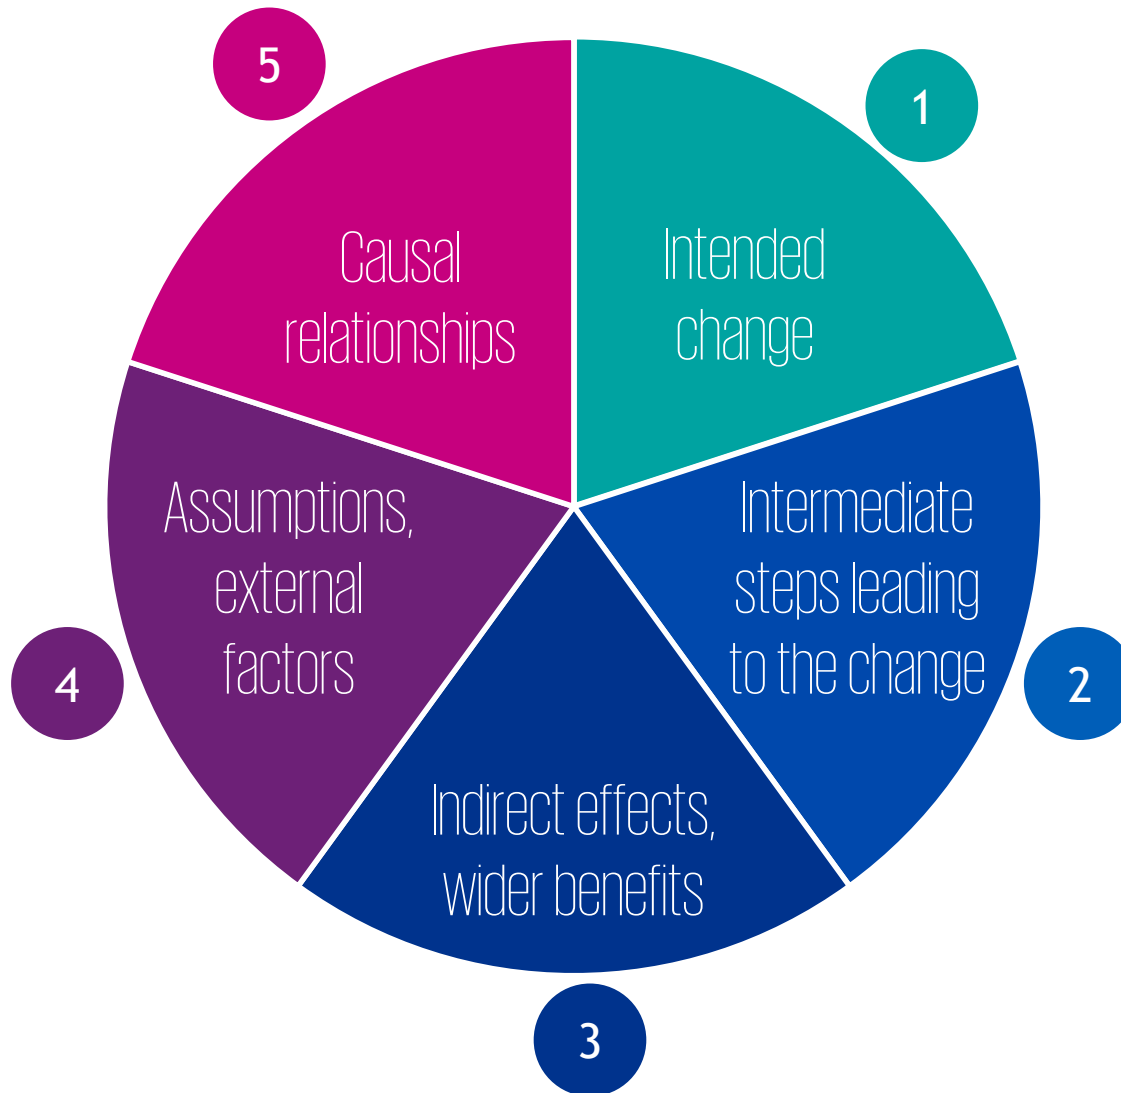 1
Intended
change
2
Intermediate
steps leading
to the change
3
Indirect effects,
wider benefits
4
Assumptions,
external
factors
5
Causal
relationships